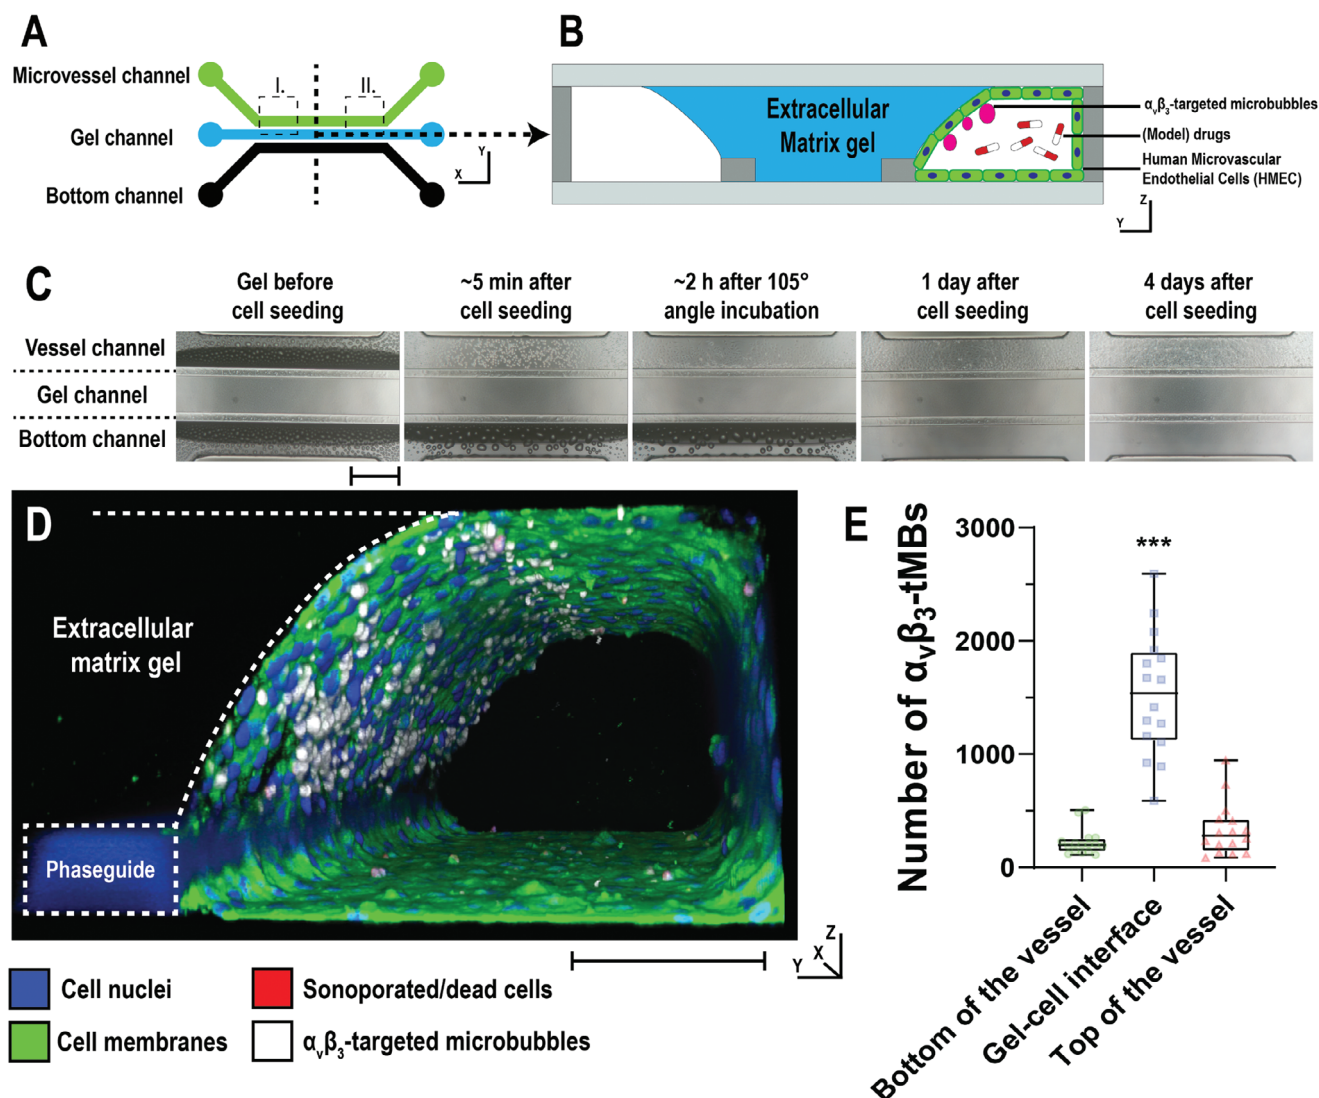 A
Microvessel channel
Gel channel
Bottom channel
I.
II.
Y
X
B
Extracellular
Matrix gel
αvβ3-targeted microbubbles
(Model) drugs
Human Microvascular
Endothelial Cells (HMEC)
Z
Y
C
Gel before
cell seeding
~5 min after
cell seeding
~2 h after 105°
angle incubation
1 day after
cell seeding
4 days after
cell seeding
Vessel channel
Gel channel
Bottom channel
D
Extracellular
matrix gel
Phaseguide
Z
X
Y
Cell nuclei
Cell membranes
Sonoporated/dead cells
αvβ3-targeted microbubbles
E
Number of αvβ3-tMBs
3000
2000
1000
0
***
Bottom of the vessel
Gel-cell interface
Top of the vessel